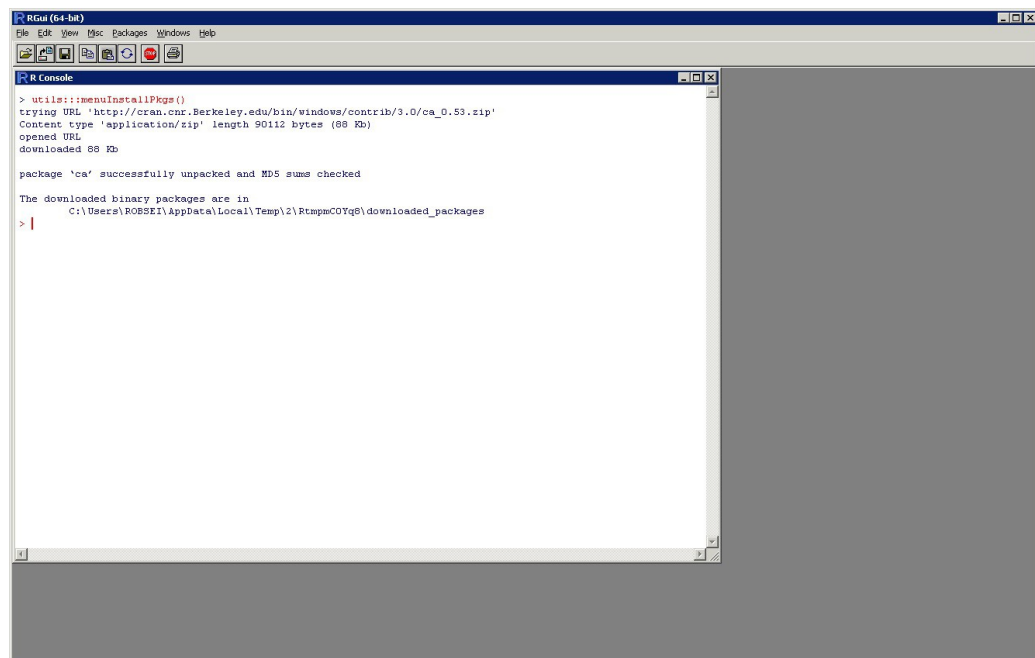 RGui (64-bit)
File Edit View Misc Packages Windows Help
STOP
R Console
> utils:::menuInstallPkgs()
trying URL 'http://cran.cnr.Berkeley.edu/bin/windows/contrib/3.0/ca_0.53.zip'
Content type 'application/zip' length 90112 bytes (88 Kb)
opened URL
downloaded 88 Kb
package ‘ca’ successfully unpacked and MD5 sums checked
The downloaded binary packages are in
C:\Users\ROBSEI\AppData\Local\Temp\2\RtmpmCOYq8\downloaded_packages
>